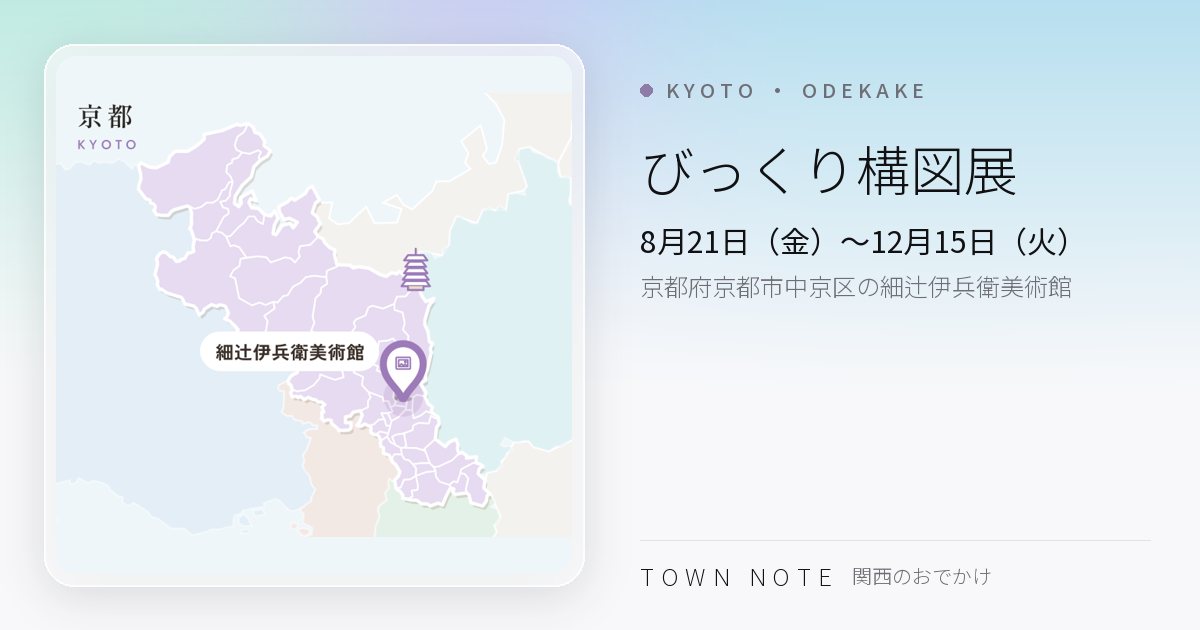 京都
KYOTO
細辻伊兵衛美術館
KYOTO • ODEKAKE
びっくり構図展
8月21日（金）〜12月15日（火）
京都府京都市中京区の細辻伊兵衛美術館
TOWN NOTE 関西のおでかけ